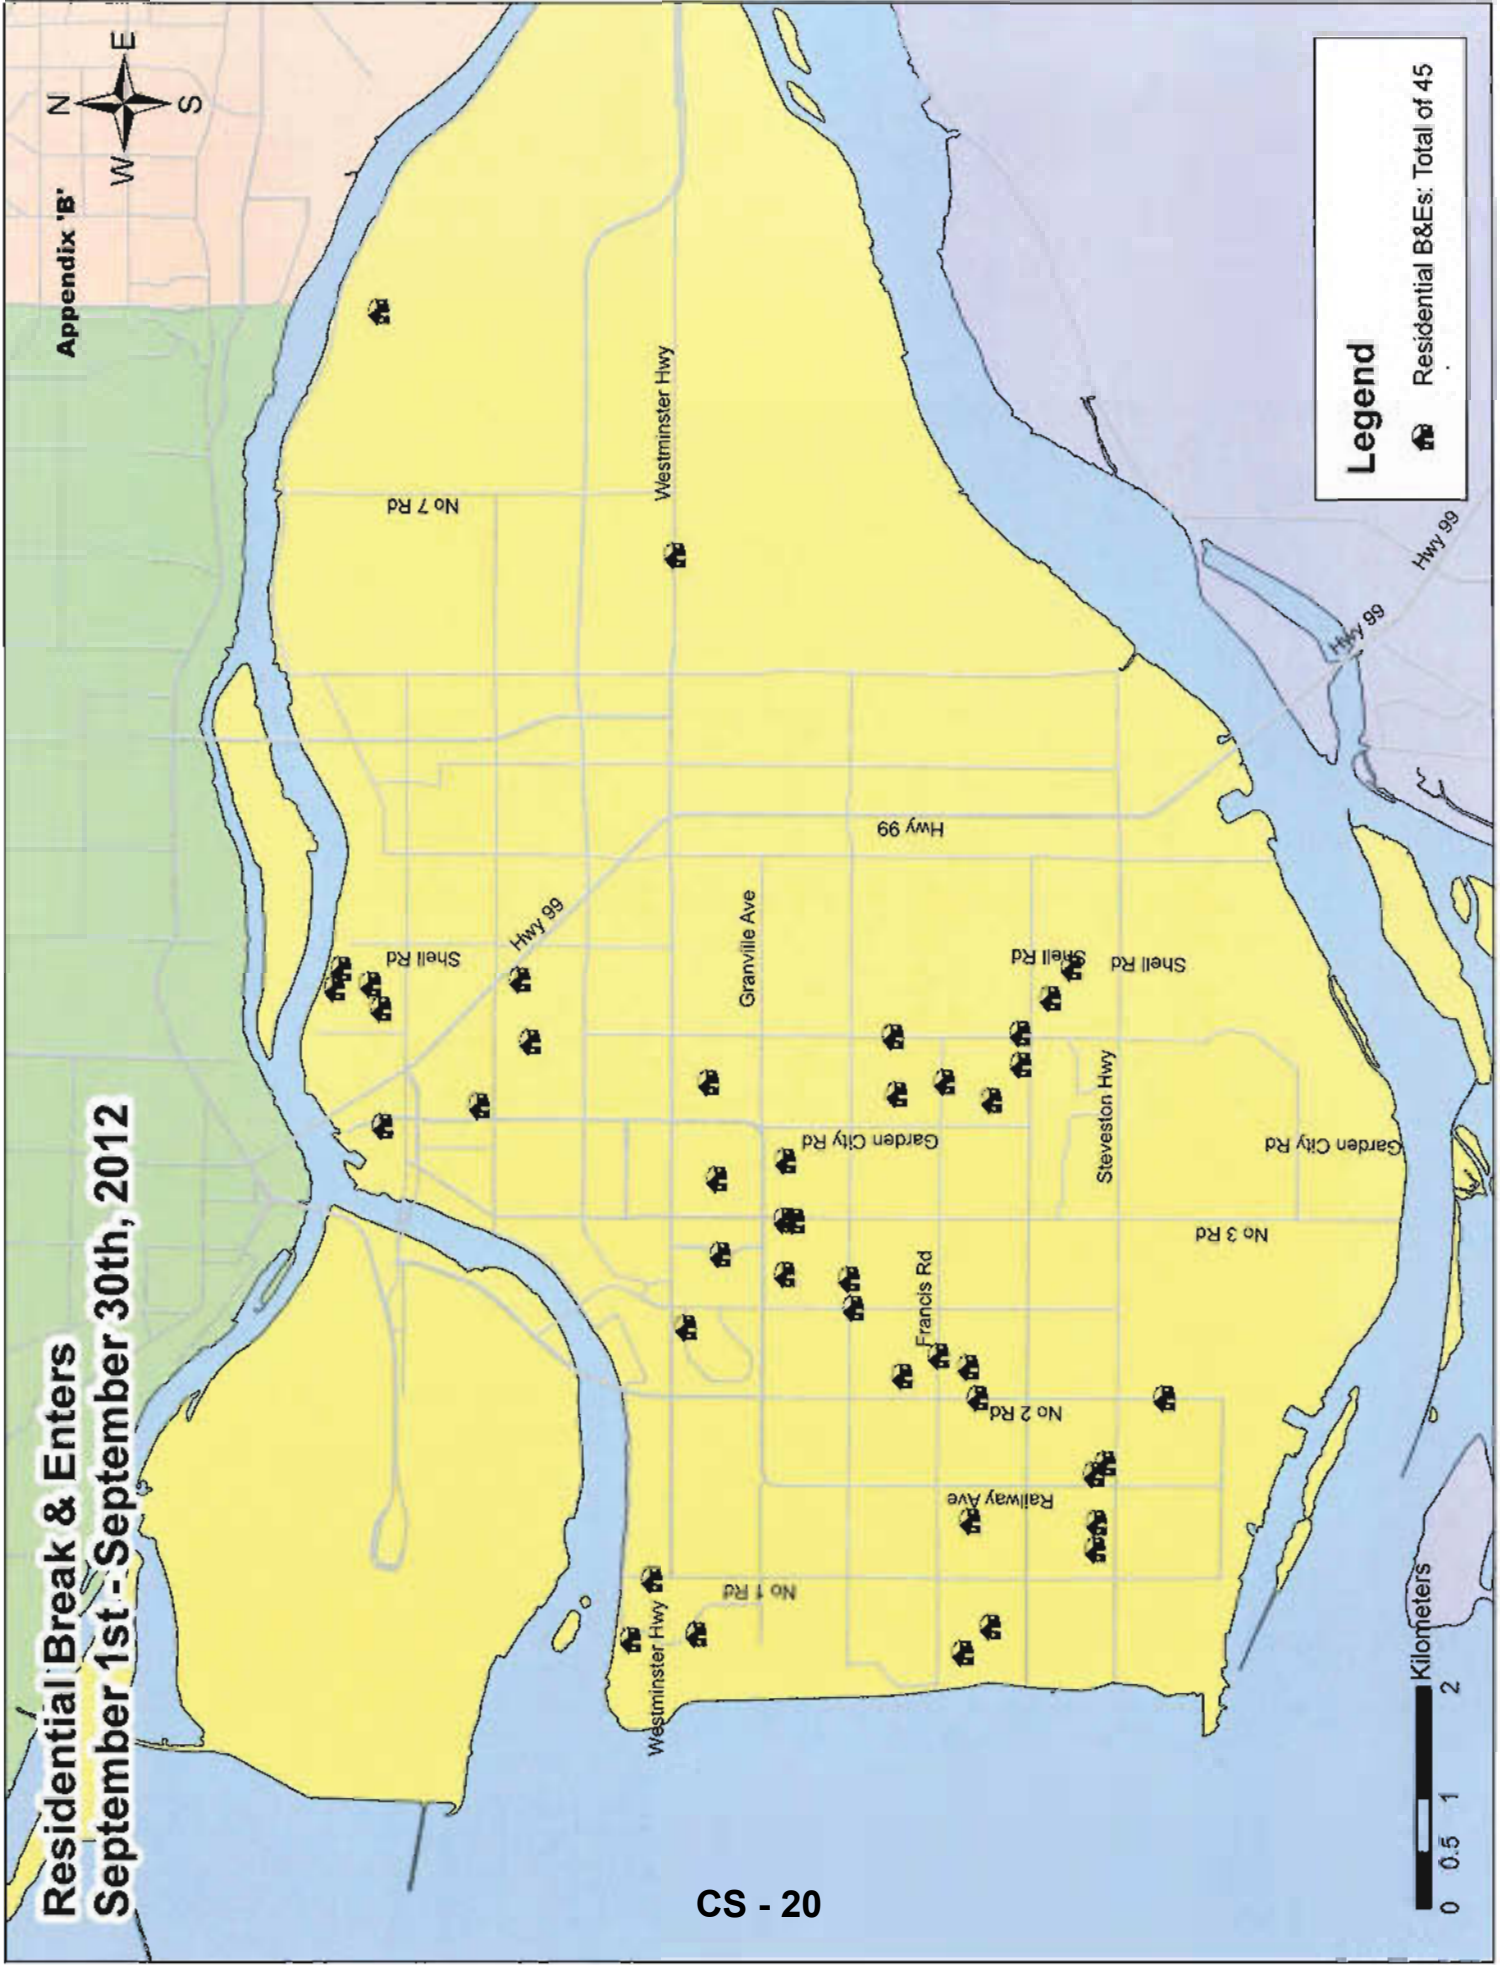 Residential Break & Enters
September 1st - September 30th, 2012
Appendix 'B'
N
W
E
S
No 7 Rd
Westminster Hwy
Shell Rd
Hwy 99
Hwy 99
Granville Ave
Shell Rd
Shell Rd
Garden City Rd
Steveston Hwy
Garden City Rd
No 3 Rd
Francis Rd
No 2 Rd
Railway Ave
No 1 Rd
Westminster Hwy
Hwy 99
Hwy 99
Legend
Residential B&Es: Total of 45
0 0.5 1 2
Kilometers
CS - 20